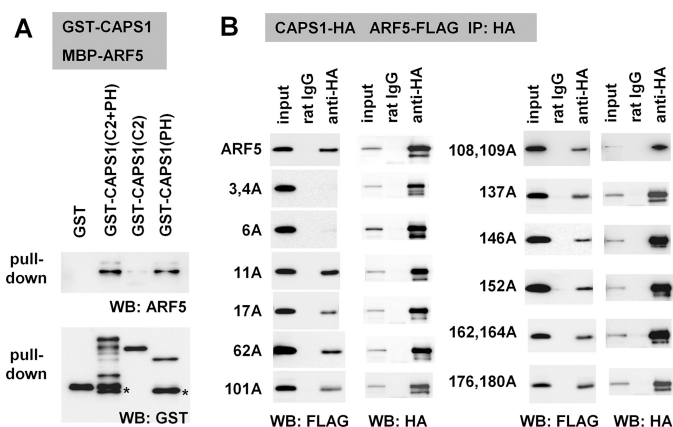 A
GST-CAPS1
MBP-ARF5
GST
GST-CAPS1(C2+PH)
GST-CAPS1(C2)
GST-CAPS1(PH)
pull-
down
WB: ARF5
pull-
down
*
*
WB: GST
B
CAPS1-HA ARF5-FLAG IP: HA
input
rat IgG
anti-HA
input
rat IgG
anti-HA
ARF5
3,4A
6A
11A
17A
62A
101A
WB: FLAG
WB: HA
input
rat IgG
anti-HA
input
rat IgG
anti-HA
108,109A
137A
146A
152A
162,164A
176,180A
WB: FLAG
WB: HA